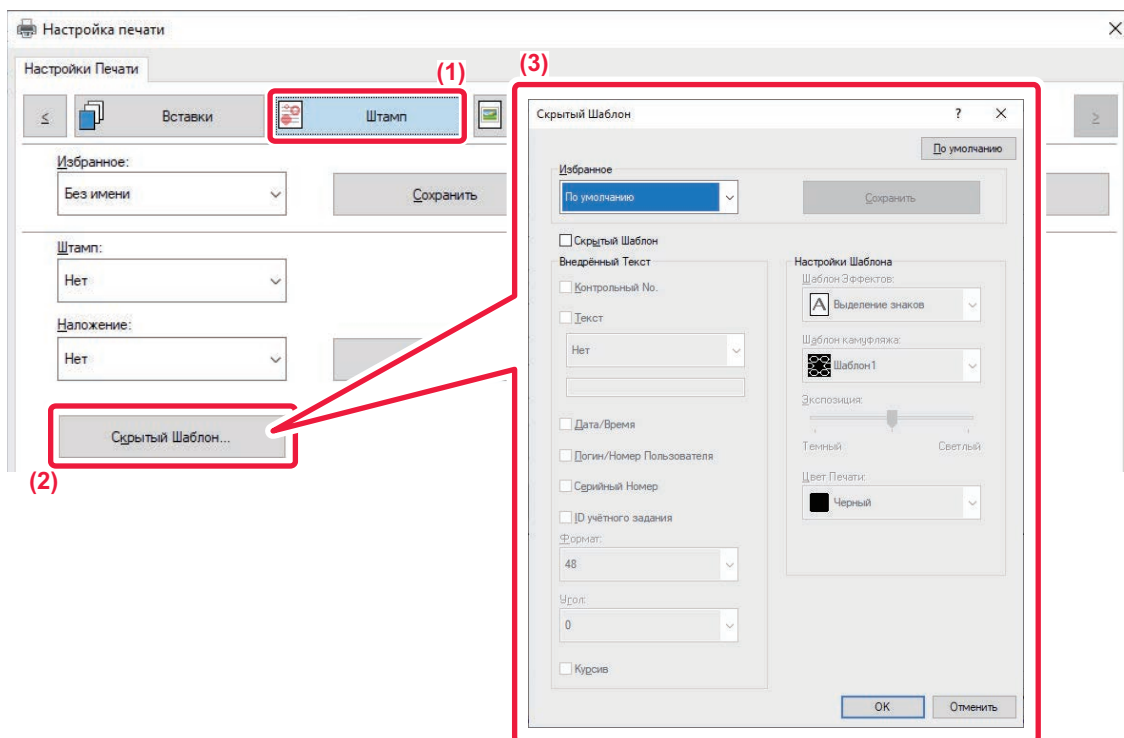 Настройка печати
Настройки Печати
(1)
(3)
<
Вставки
Штамп
>
Избранное:
Без имени
Сохранить
Штамп:
Нет
Наложение:
Нет
Скрытый Шаблон...
(2)
Скрытый Шаблон
?
По умолчанию
Избранное
По умолчанию
Сохранить
Скрытый Шаблон
Внедрённый Текст
Контрольный No.
Текст
Нет
Дата/Время
Логин/Номер Пользователя
Серийный Номер
ID учётного задания
Формат:
48
Угол:
0
Курсив
Настройки Шаблона
Шаблон Эффектов:
A Выделение знаков
Шаблон камуфляжа:
Шаблон1
Экспозиция:
Темный Светлый
Цвет Печати:
Черный
OK Отменить